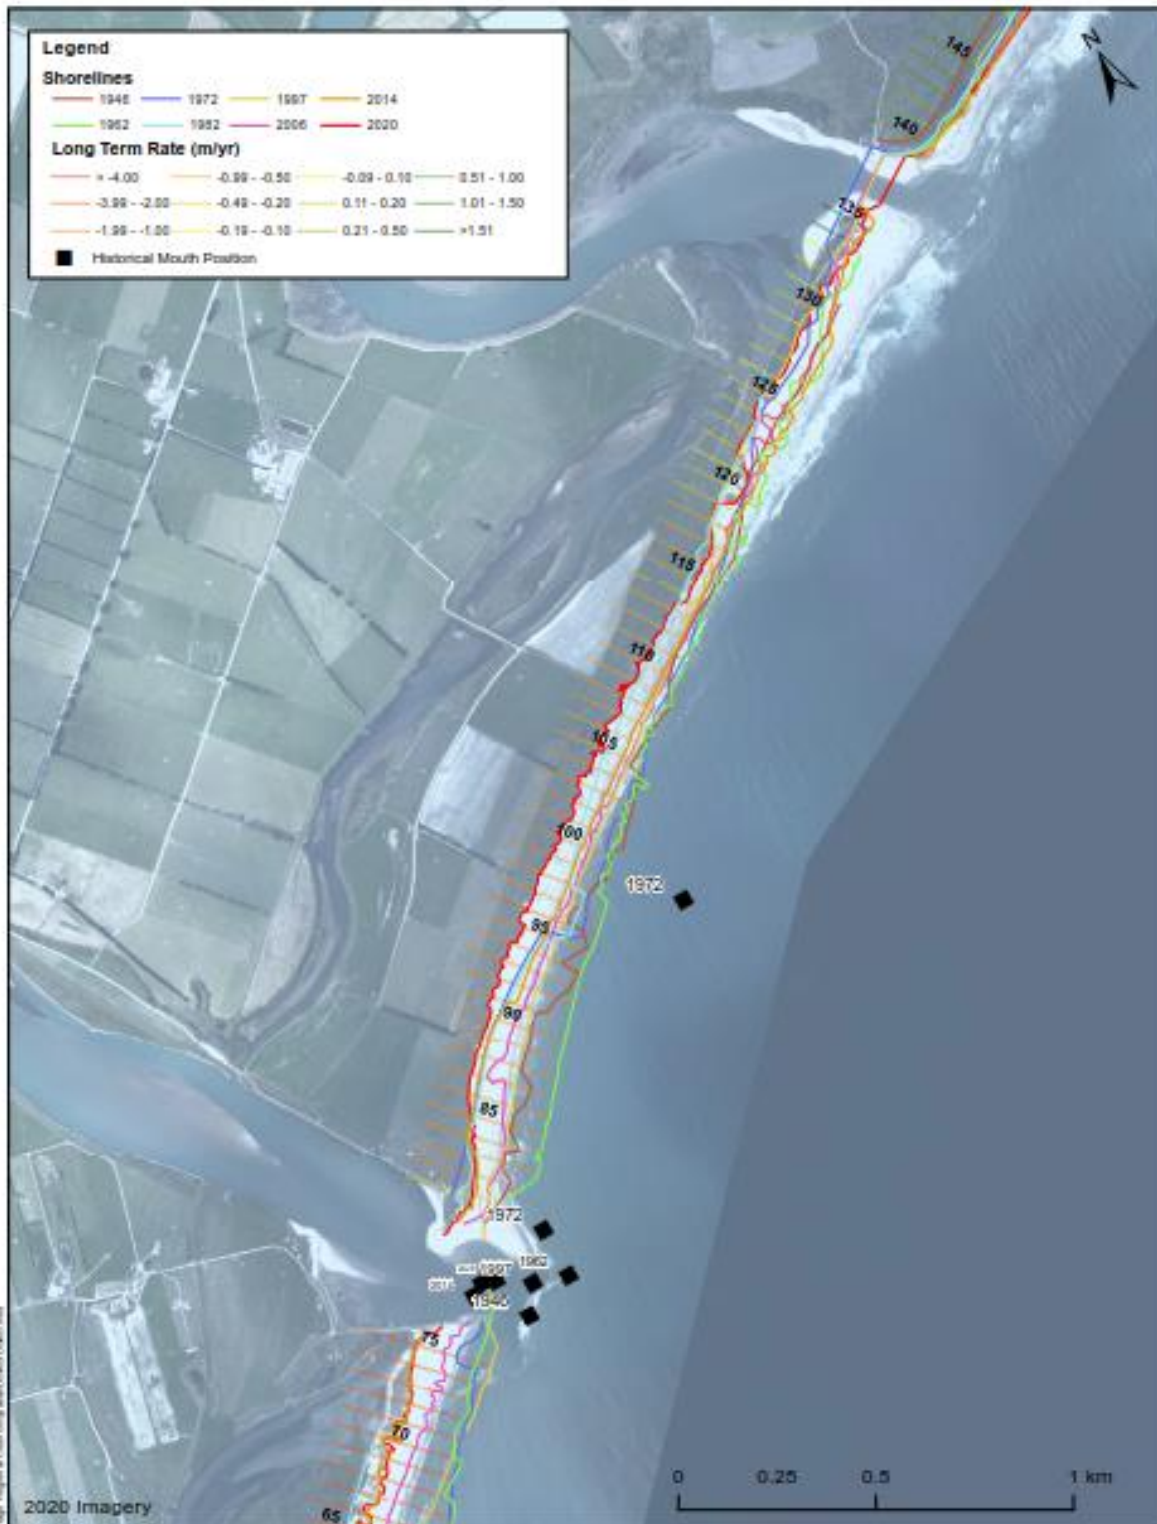 Legend
Shorelines
1946 1972 1997 2014
1962 1982 2006 2020
Long Term Rate (m/yr)
> -4.00 -0.99 - -0.50 -0.09 - 0.10 0.51 - 1.00
-3.99 - -2.00 -0.49 - -0.20 0.11 - 0.20 1.01 - 1.50
-1.99 - -1.00 -0.19 - -0.10 0.21 - 0.50 >1.51
Historical Mouth Position
N
145
140
135
130
125
120
115
110
105
100
1972
95
90
85
1972
1962
1997
75
70
65
0 0.25 0.5 1 km
2020 Imagery